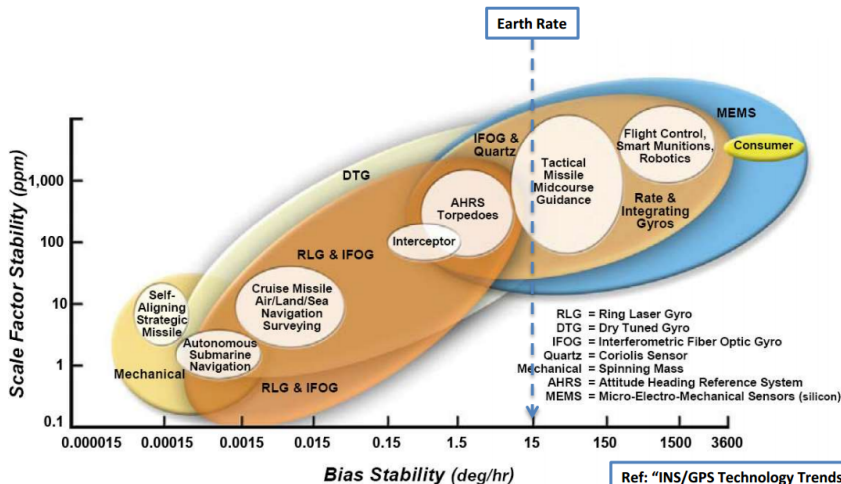 Earth Rate
Scale Factor Stability (ppm)
1,000
100
10
1
0.1
MEMS
IFOG &
Quartz
Flight Control,
Smart Munitions,
Robotics
Consumer
Tactical
Missile
Midcourse
Guidance
DTG
AHRS
Torpedoes
Rate &
Integrating
Gyros
Interceptor
RLG & IFOG
Cruise Missile
Air/Land/Sea
Navigation
Surveying
Self-
Aligning
Strategic
Missile
Autonomous
Submarine
Navigation
Mechanical
RLG & IFOG
RLG = Ring Laser Gyro
DTG = Dry Tuned Gyro
IFOG = Interferometric Fiber Optic Gyro
Quartz = Coriolis Sensor
Mechanical = Spinning Mass
AHRS = Attitude Heading Reference System
MEMS = Micro-Electro-Mechanical Sensors (silicon)
0.000015 0.00015 0.0015 0.015 0.15 1.5 15 150 1500 3600
Bias Stability (deg/hr)
Ref: “INS/GPS Technology Trends